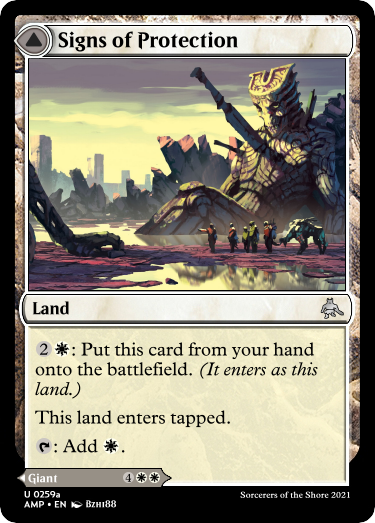 Signs of Protection
Land
2 : Put this card from your hand
onto the battlefield. (It enters as this
land.)
This land enters tapped.
: Add .
Giant 4
U 0259a
AMP • EN BZHI88
Sorcerers of the Shore 2021